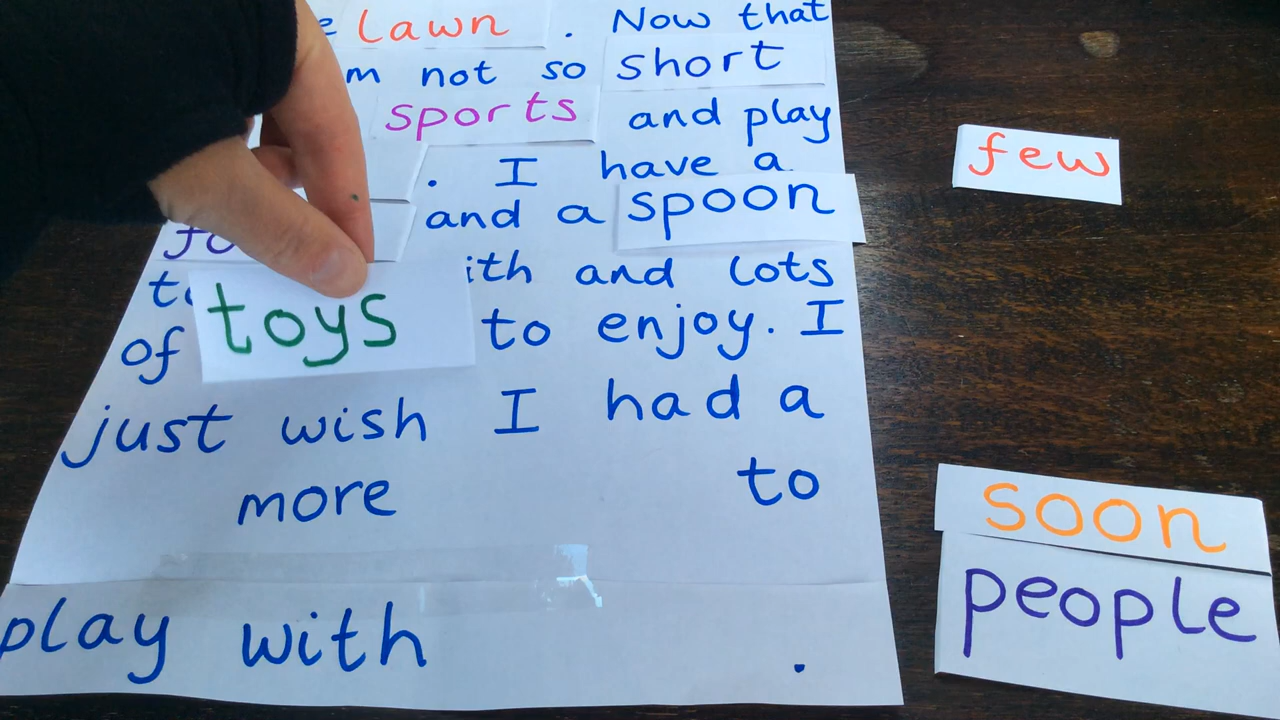 lawn . Now that
not so short
sports and play
. I have a
and a spoon
and lots
of toys to enjoy. I
just wish I had a
more to
play with .
few
soon
people